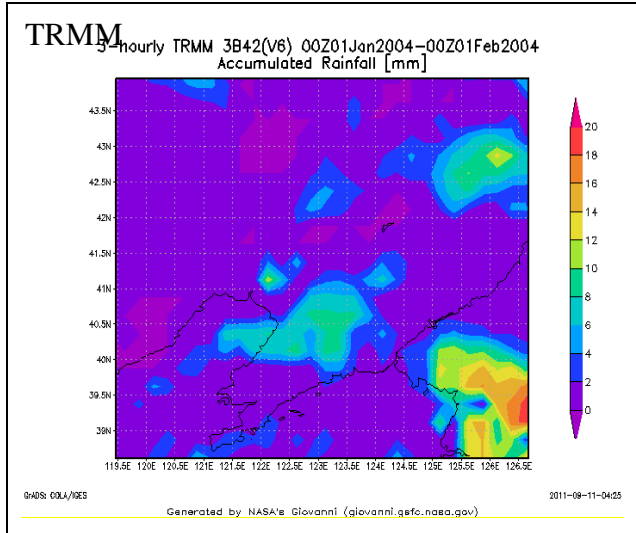 TRMM
3-hourly TRMM 3B42(V6) 00Z01Jan2004-00Z01Feb2004
Accumulated Rainfall [mm]
43.5N
43N
42.5N
42N
41.5N
41N
40.5N
40N
39.5N
39N
119.5E 120E 120.5E 121E 121.5E 122E 122.5E 123E 123.5E 124E 124.5E 125E 125.5E 126E 126.5E
20
18
16
14
12
10
8
6
4
2
0
GrADS: COLA/IGES
2011-09-11-04:25
Generated by NASA's Giovanni (giovanni.gsfc.nasa.gov)